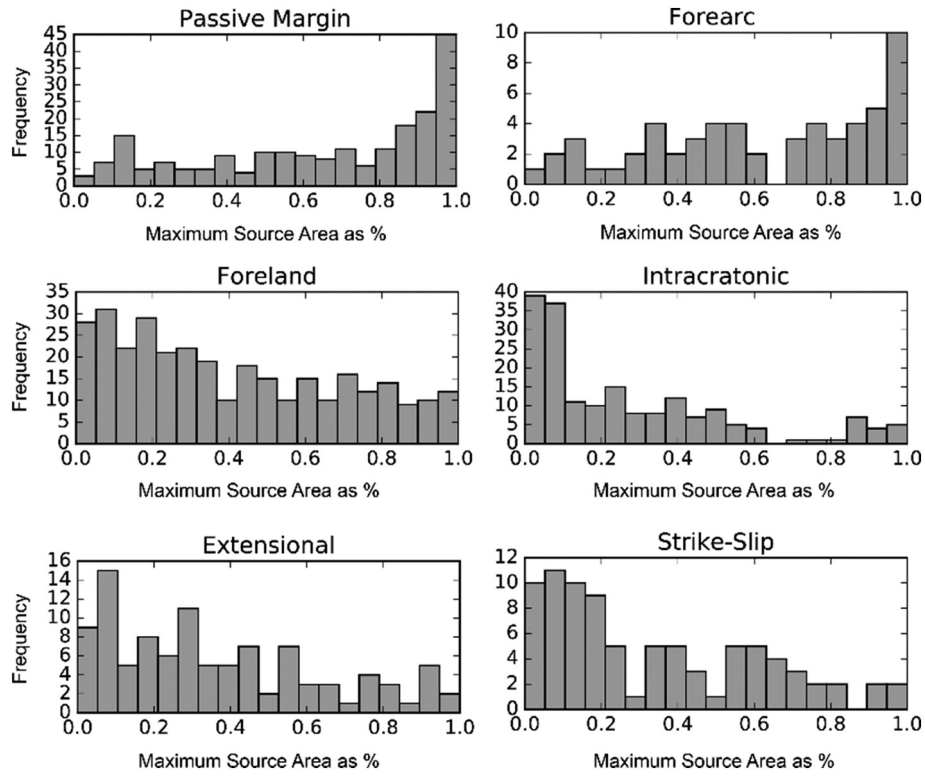 Passive Margin
Forearc
45
40
35
30
25
20
15
10
5
0
Frequency
0.0 0.2 0.4 0.6 0.8 1.0
Maximum Source Area as %
10
8
6
4
2
0
0.0 0.2 0.4 0.6 0.8 1.0
Maximum Source Area as %
Foreland
Intracratonic
35
30
25
20
15
10
5
0
Frequency
0.0 0.2 0.4 0.6 0.8 1.0
Maximum Source Area as %
40
35
30
25
20
15
10
5
0
0.0 0.2 0.4 0.6 0.8 1.0
Maximum Source Area as %
Extensional
Strike-Slip
16
14
12
10
8
6
4
2
0
Frequency
0.0 0.2 0.4 0.6 0.8 1.0
Maximum Source Area as %
12
10
8
6
4
2
0
0.0 0.2 0.4 0.6 0.8 1.0
Maximum Source Area as %